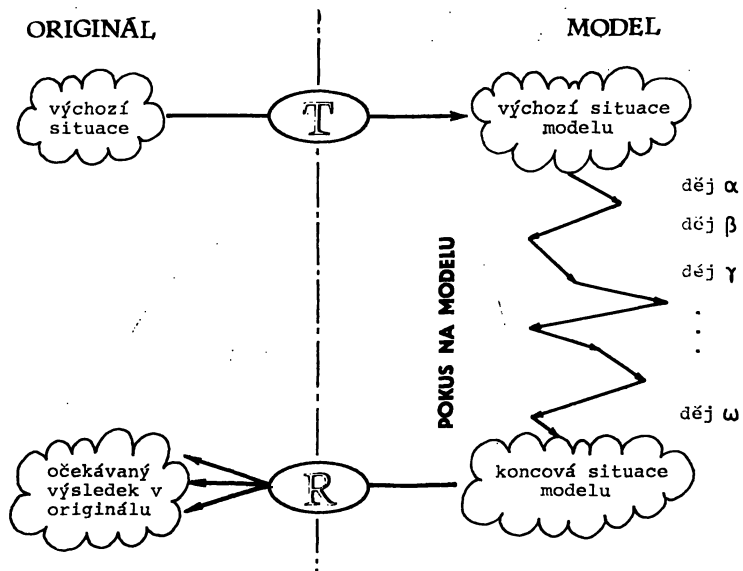 ORIGINÁL
MODEL
výchozí
situace
T
výchozí situace
modelu
děj α
děj β
děj γ
.
.
.
POKUS NA MODELU
děj ω
očekávaný
výsledek v
originálu
R
koncová situace
modelu